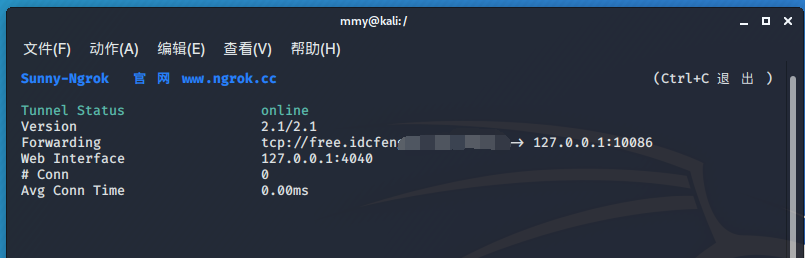 mmy@kali:/
文件(F) 动作(A) 编辑(E) 查看(V) 帮助(H)
Sunny-Ngrok 官 网 www.ngrok.cc (Ctrl+C 退 出 )
Tunnel Status online
Version 2.1/2.1
Forwarding tcp://free.idcfeng → 127.0.0.1:10086
Web Interface 127.0.0.1:4040
# Conn 0
Avg Conn Time 0.00ms